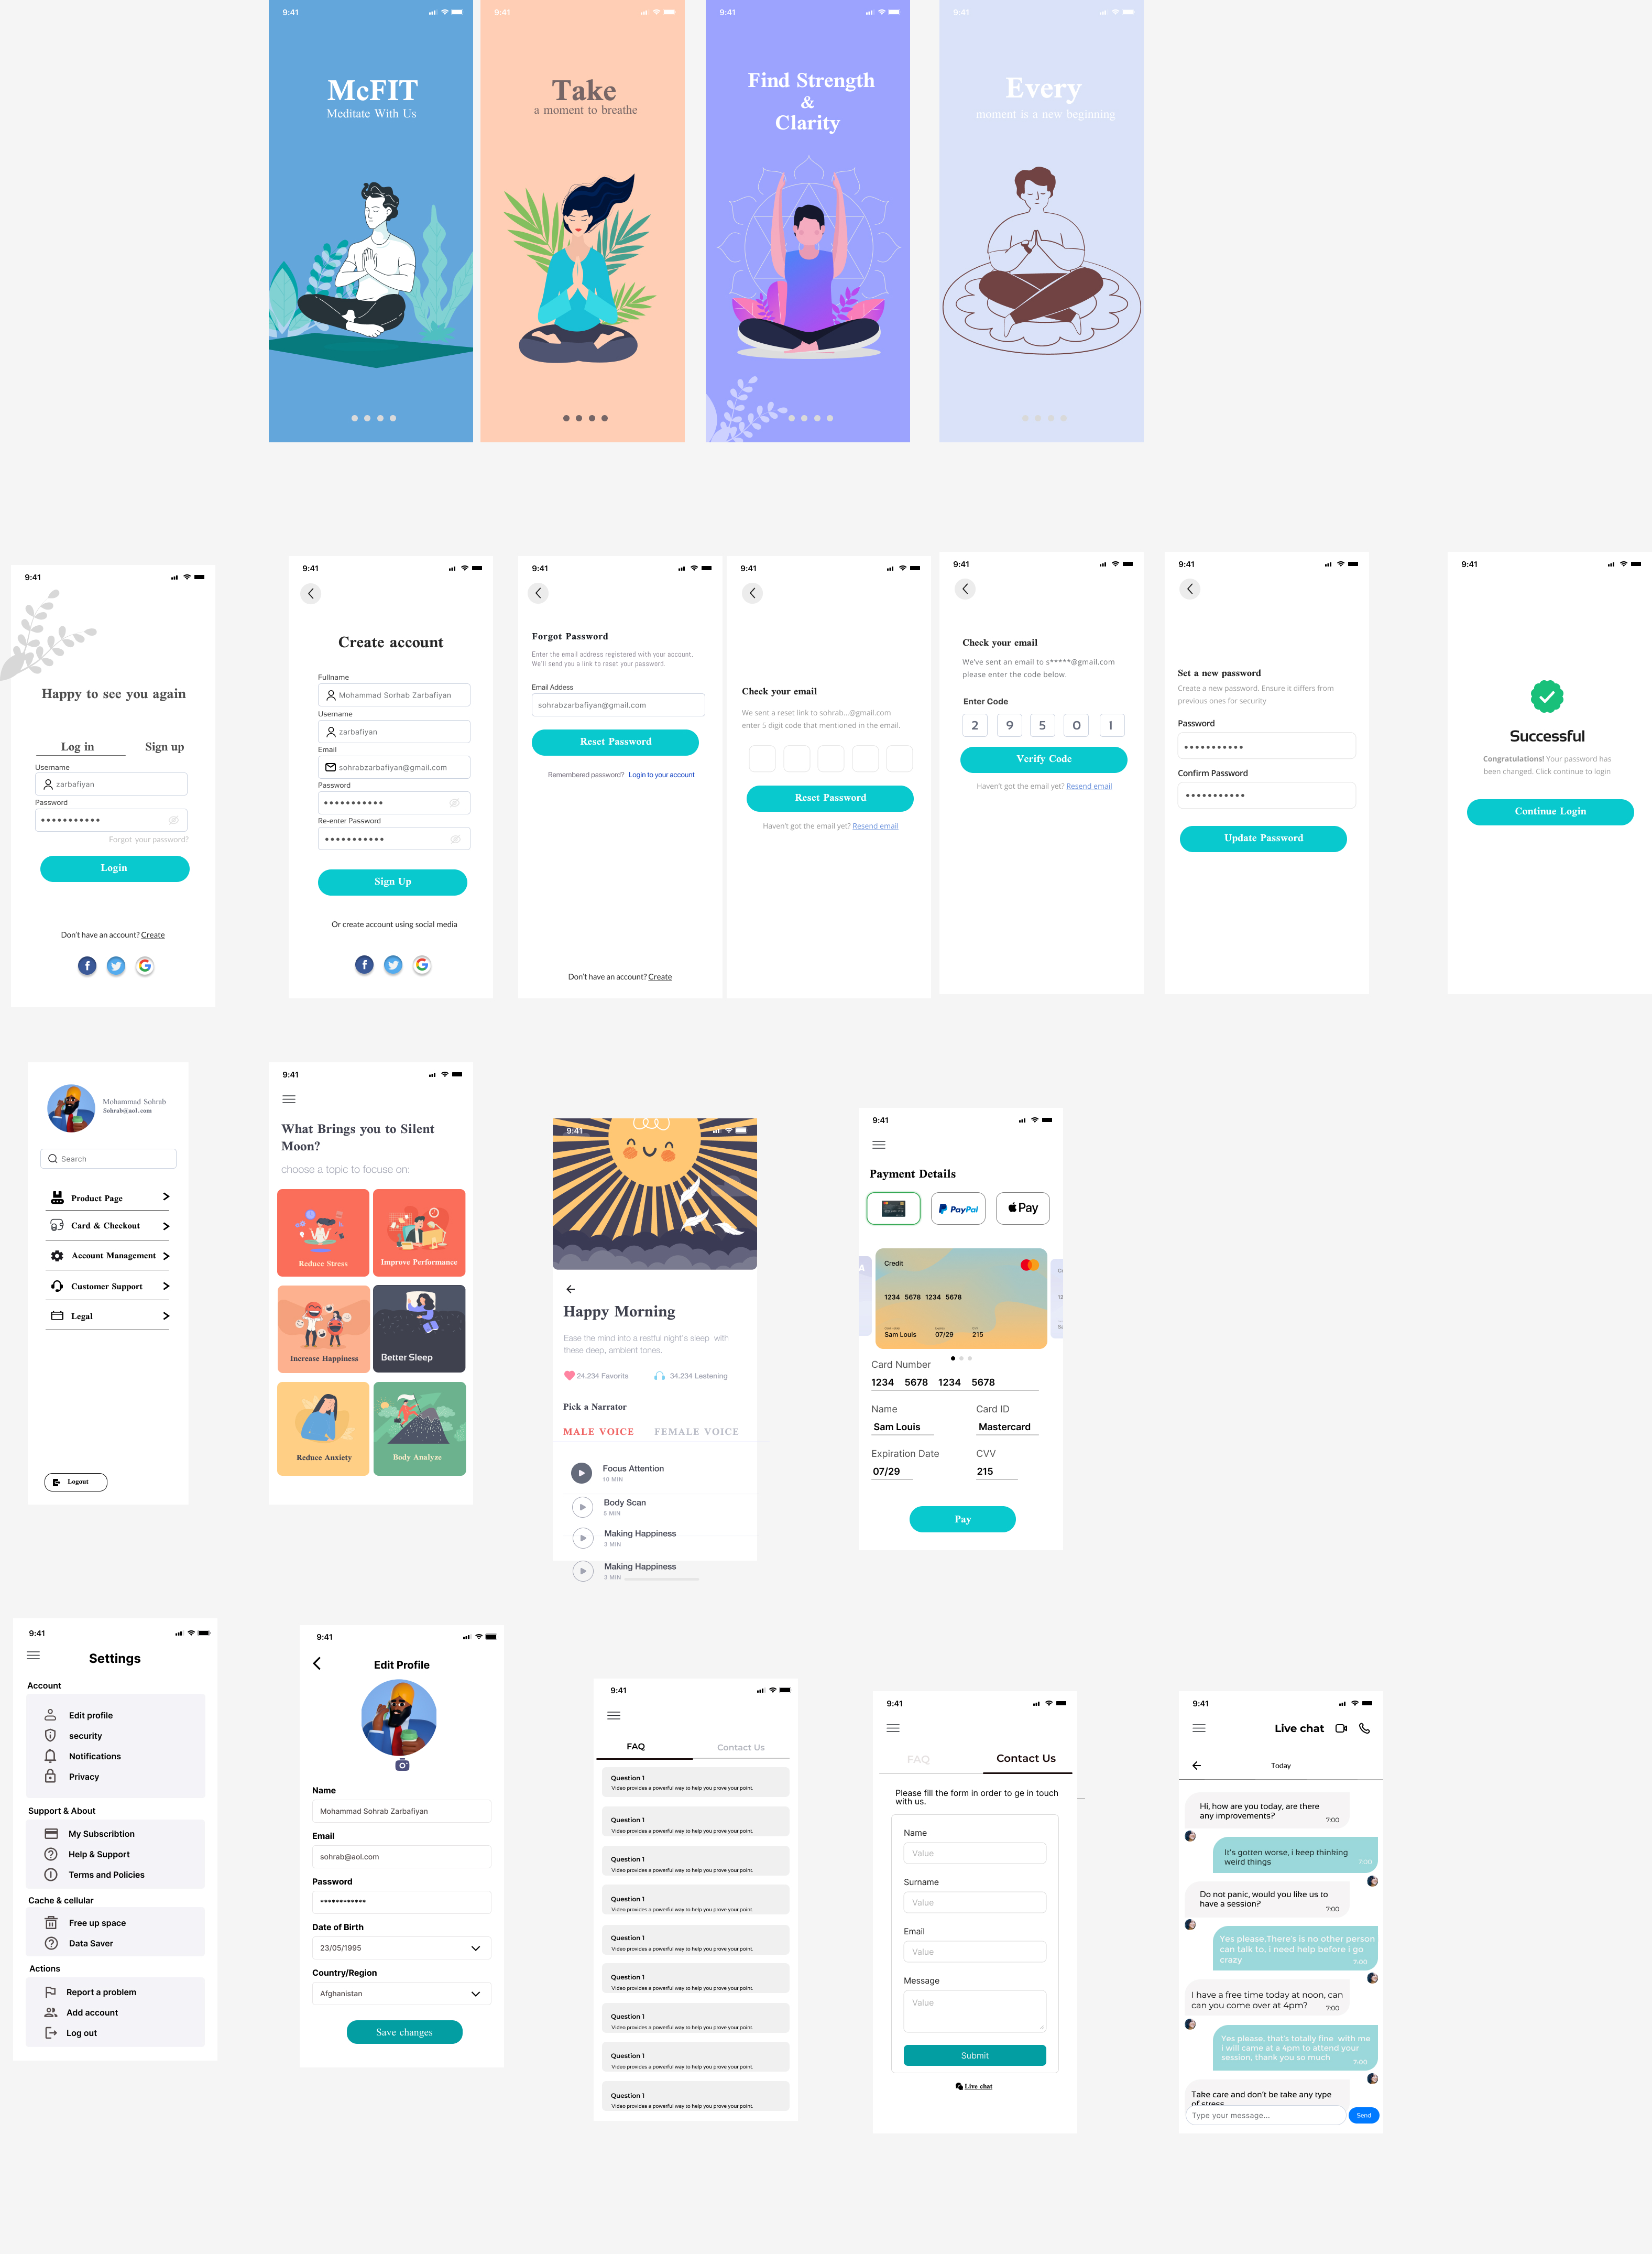 9:41
McFIT
Meditate With Us
9:41
Take
a moment to breathe
9:41
Find Strength
&
Clarity
9:41
Every
moment is a new beginning
9:41
Happy to see you again
Log in
Sign up
Username
zarbafiyan
Password
Forgot your password?
Login
Don't have an account? Create
9:41
Create account
Fullname
Mohammad Sorhab Zarbafiyan
Username
zarbafiyan
Email
sohrabzarbafiyan@gmail.com
Password
Re-enter Password
Sign Up
Or create account using social media
9:41
Forgot Password
Enter the email address registered with your account.
We'll send you a link to reset your password.
Email Addess
sohrabzarbafiyan@gmail.com
Reset Password
Remembered password? Login to your account
Don't have an account? Create
9:41
Check your email
We sent a reset link to sohrab...@gmail.com
enter 5 digit code that mentioned in the email.
Reset Password
Haven't got the email yet? Resend email
9:41
Check your email
We've sent an email to s*****@gmail.com
please enter the code below.
Enter Code
2 9 5 0 1
Verify Code
Haven't got the email yet? Resend email
9:41
Set a new password
Create a new password. Ensure it differs from
previous ones for security
Password
Confirm Password
Update Password
9:41
Successful
Congratulations! Your password has
been changed. Click continue to login
Continue Login
Mohammad Sohrab
Sohrab@aol.com
Search
Product Page
Card & Checkout
Account Management
Customer Support
Legal
Logout
9:41
What Brings you to Silent
Moon?
choose a topic to focus on:
Reduce Stress
Improve Performance
Increase Happiness
Better Sleep
Reduce Anxiety
Body Analyze
9:41
Happy Morning
Ease the mind into a restful night's sleep with
these deep, ambient tones.
24.234 Favorits
34.234 Lestening
Pick a Narrator
MALE VOICE
FEMALE VOICE
Focus Attention
10 MIN
Body Scan
5 MIN
Making Happiness
3 MIN
Making Happiness
3 MIN
9:41
Payment Details
PayPal
Pay
Credit
1234 5678 1234 5678
Sam Louis
07/29
215
Card Number
1234 5678 1234 5678
Name
Card ID
Sam Louis
Mastercard
Expiration Date
CVV
07/29
215
Pay
9:41
Settings
Account
Edit profile
security
Notifications
Privacy
Support & About
My Subscribtion
Help & Support
Terms and Policies
Cache & cellular
Free up space
Data Saver
Actions
Report a problem
Add account
Log out
9:41
Edit Profile
Name
Mohammad Sohrab Zarbafiyan
Email
sohrab@aol.com
Password
************
Date of Birth
23/05/1995
Country/Region
Afghanistan
Save changes
9:41
FAQ
Contact Us
Question 1
Video provides a powerful way to help you prove your point.
Question 1
Video provides a powerful way to help you prove your point.
Question 1
Video provides a powerful way to help you prove your point.
Question 1
Video provides a powerful way to help you prove your point.
Question 1
Video provides a powerful way to help you prove your point.
Question 1
Video provides a powerful way to help you prove your point.
Question 1
Video provides a powerful way to help you prove your point.
Question 1
Video provides a powerful way to help you prove your point.
Question 1
Video provides a powerful way to help you prove your point.
9:41
FAQ
Contact Us
Please fill the form in order to ge in touch
with us.
Name
Value
Surname
Value
Email
Value
Message
Value
Submit
Live chat
9:41
Live chat
Today
Hi, how are you today, are there
any improvements?
7:00
It's gotten worse, i keep thinking
weird things
7:00
Do not panic, would you like us to
have a session?
7:00
Yes please,There's is no other person
can talk to, i need help before i go
crazy
7:00
I have a free time today at noon, can
can you come over at 4pm?
7:00
Yes please. that's totally fine with me
i will came at a 4pm to attend your
session, thank you so much
7:00
Take care and don't be take any type
of stress
Type your message...
Send